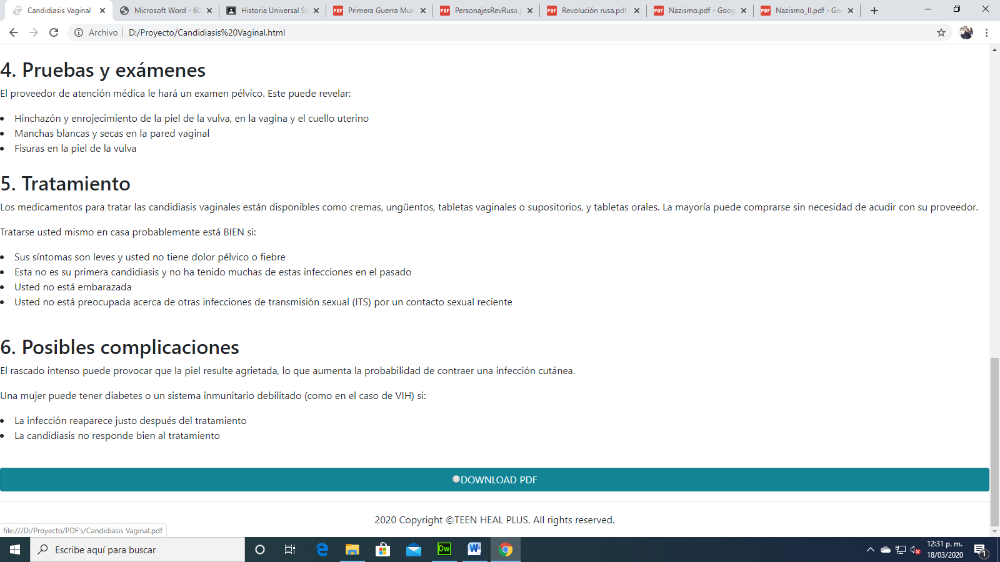 Candidiasis Vaginal
Microsoft Word - 60
Historia Universal Se
Primera Guerra Mun
PersonajesRevRusa.p
Revolución rusa.pdf
Nazismo.pdf - Goog
Nazismo_II.pdf - Goo
Archivo
D:/Proyecto/Candidiasis%20Vaginal.html
4. Pruebas y exámenes
El proveedor de atención médica le hará un examen pélvico. Este puede revelar:
Hinchazón y enrojecimiento de la piel de la vulva, en la vagina y el cuello uterino
Manchas blancas y secas en la pared vaginal
Fisuras en la piel de la vulva
5. Tratamiento
Los medicamentos para tratar las candidiasis vaginales están disponibles como cremas, ungüentos, tabletas vaginales o supositorios, y tabletas orales. La mayoría puede comprarse sin necesidad de acudir con su proveedor.
Tratarse usted mismo en casa probablemente está BIEN si:
Sus síntomas son leves y usted no tiene dolor pélvico o fiebre
Esta no es su primera candidiasis y no ha tenido muchas de estas infecciones en el pasado
Usted no está embarazada
Usted no está preocupada acerca de otras infecciones de transmisión sexual (ITS) por un contacto sexual reciente
6. Posibles complicaciones
El rascado intenso puede provocar que la piel resulte agrietada, lo que aumenta la probabilidad de contraer una infección cutánea.
Una mujer puede tener diabetes o un sistema inmunitario debilitado (como en el caso de VIH) si:
La infección reaparece justo después del tratamiento
La candidiasis no responde bien al tratamiento
DOWNLOAD PDF
2020 Copyright ©TEEN HEAL PLUS. All rights reserved.
file:///D:/Proyecto/PDF's/Candidiasis Vaginal.pdf
Escribe aquí para buscar
12:31 p. m.
18/03/2020